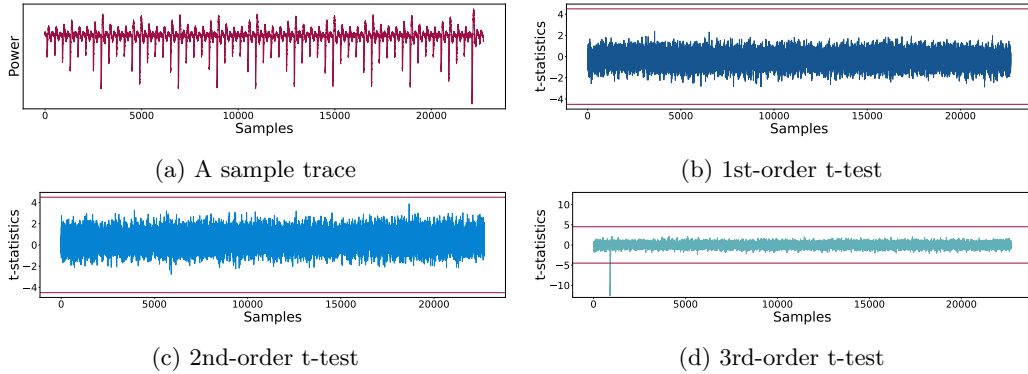 Power
0 5000 10000 15000 20000
Samples
(a) A sample trace
t-statistics
4
2
0
−2
−4
0 5000 10000 15000 20000
Samples
(b) 1st-order t-test
t-statistics
4
2
0
−2
−4
0 5000 10000 15000 20000
Samples
(c) 2nd-order t-test
t-statistics
10
5
0
−5
−10
0 5000 10000 15000 20000
Samples
(d) 3rd-order t-test